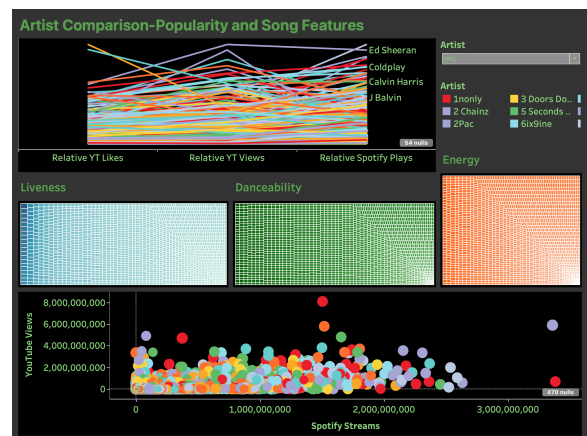 Artist Comparison-Popularity and Song Features
Ed Sheeran
Coldplay
Calvin Harris
J Balvin
54 nulls
Relative YT Likes
Relative YT Views
Relative Spotify Plays
Artist
Artist
1nonly
3 Doors Do..
2 Chainz
5 Seconds ..
2Pac
6ix9ine
Energy
Liveness
Danceability
YouTube Views
8,000,000,000
6,000,000,000
4,000,000,000
2,000,000,000
0
470 nulls
0
1,000,000,000
2,000,000,000
3,000,000,000
Spotify Streams